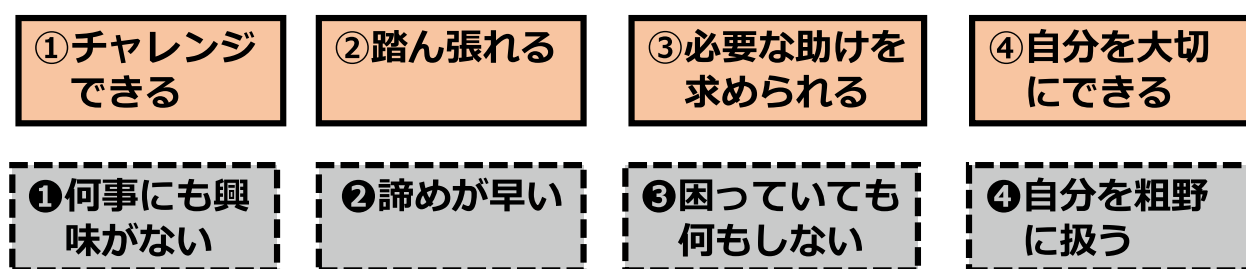 ①チャレンジ
できる
②踏ん張れる
③必要な助けを
求められる
④自分を大切
にできる
❶何事にも興
味がない
❷諦めが早い
❸困っていても
何もしない
❹自分を粗野
に扱う